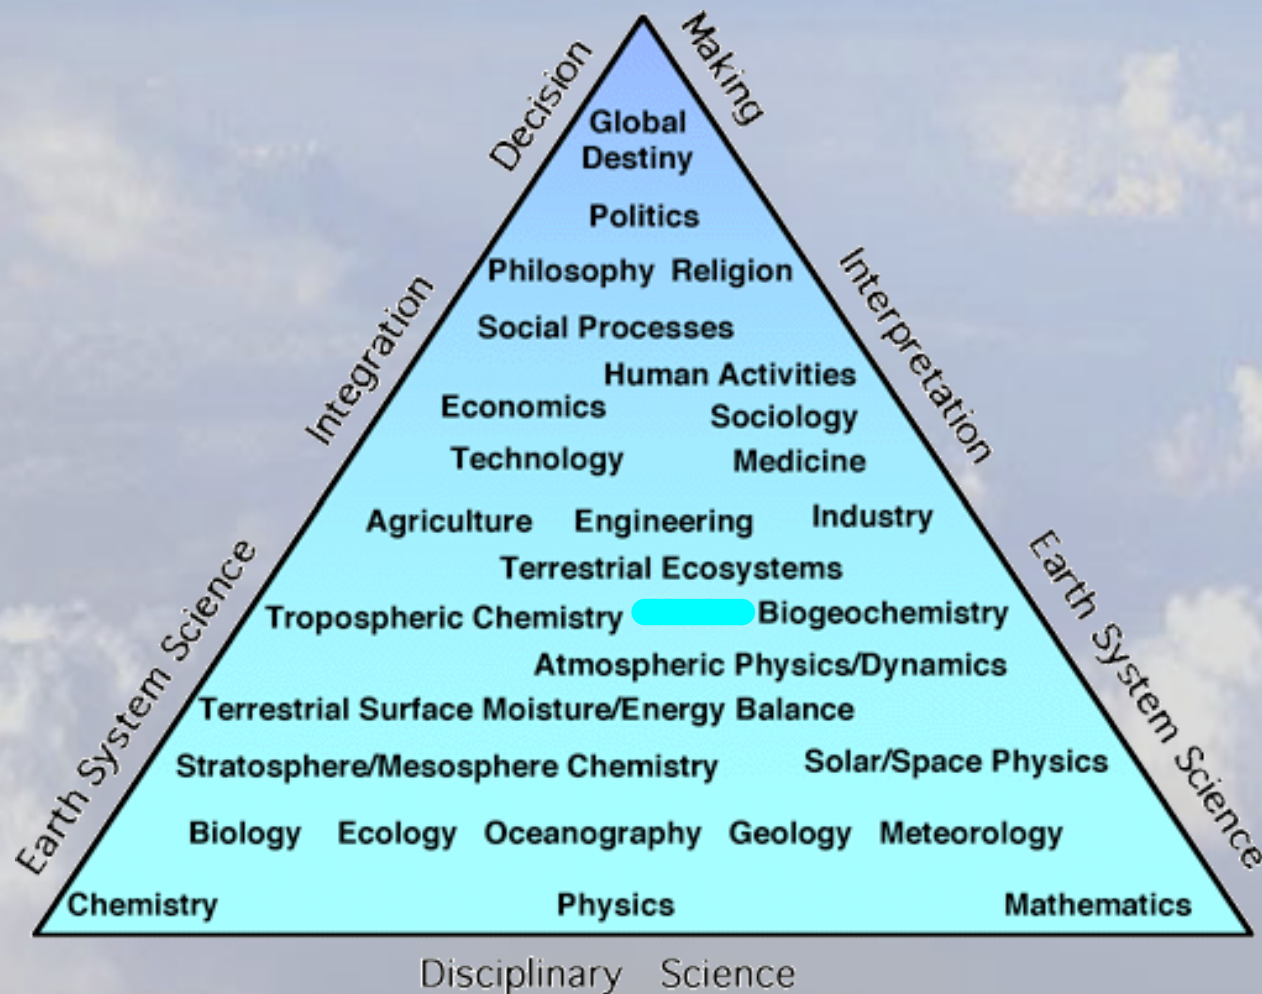 Decision Making
Global
Destiny
Politics
Philosophy Religion
Integration
Interpretation
Social Processes
Human Activities
Economics
Sociology
Technology
Medicine
Agriculture Engineering Industry
Terrestrial Ecosystems
Earth System Science
Earth System Science
Tropospheric Chemistry Biogeochemistry
Atmospheric Physics/Dynamics
Terrestrial Surface Moisture/Energy Balance
Stratosphere/Mesosphere Chemistry Solar/Space Physics
Biology Ecology Oceanography Geology Meteorology
Chemistry Physics Mathematics
Disciplinary Science